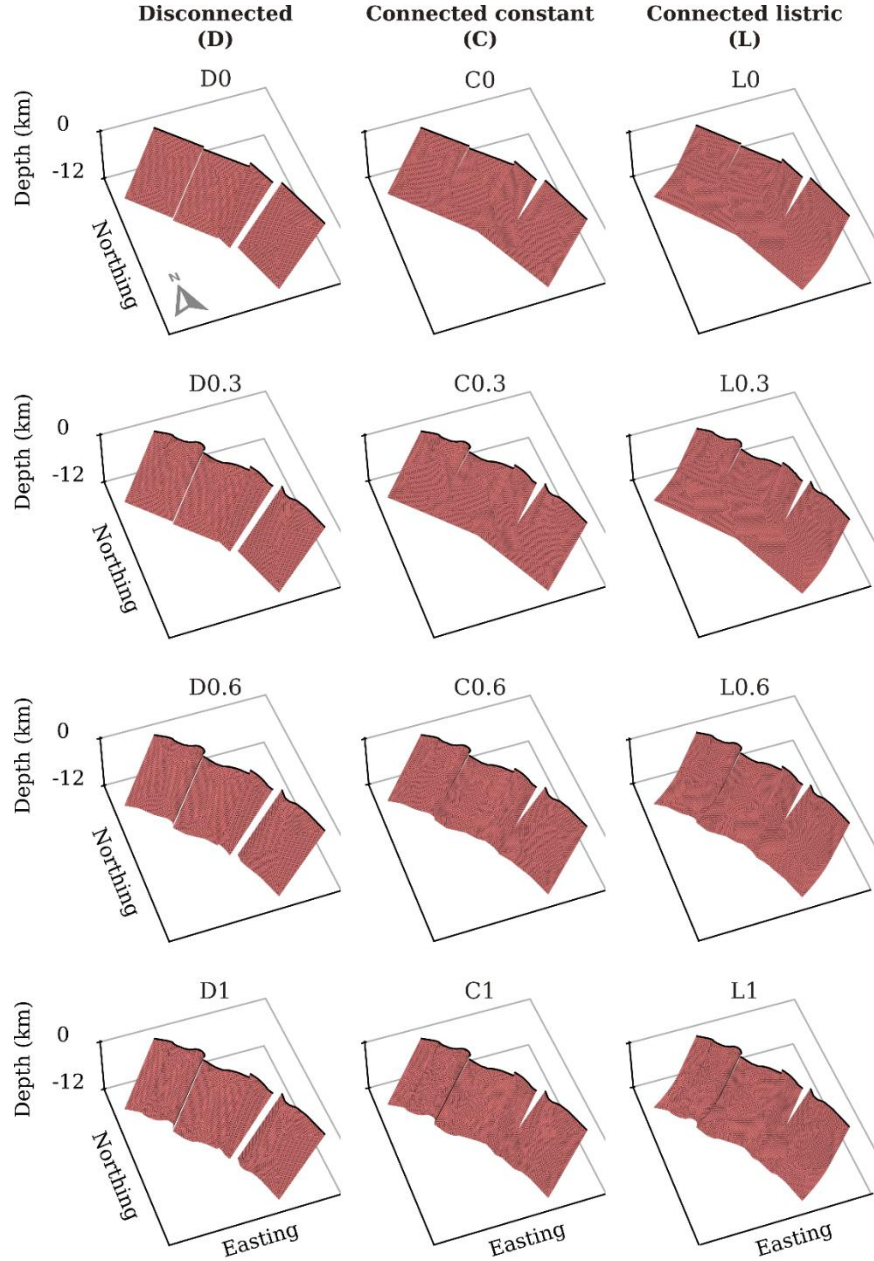 Disconnected
(D)
Connected constant
(C)
Connected listric
(L)
D0
C0
L0
Depth (km)
0
-12
Northing
N
D0.3
C0.3
L0.3
Depth (km)
0
-12
Northing
D0.6
C0.6
L0.6
Depth (km)
0
-12
Northing
D1
C1
L1
Depth (km)
0
-12
Northing
Easting
Easting
Easting